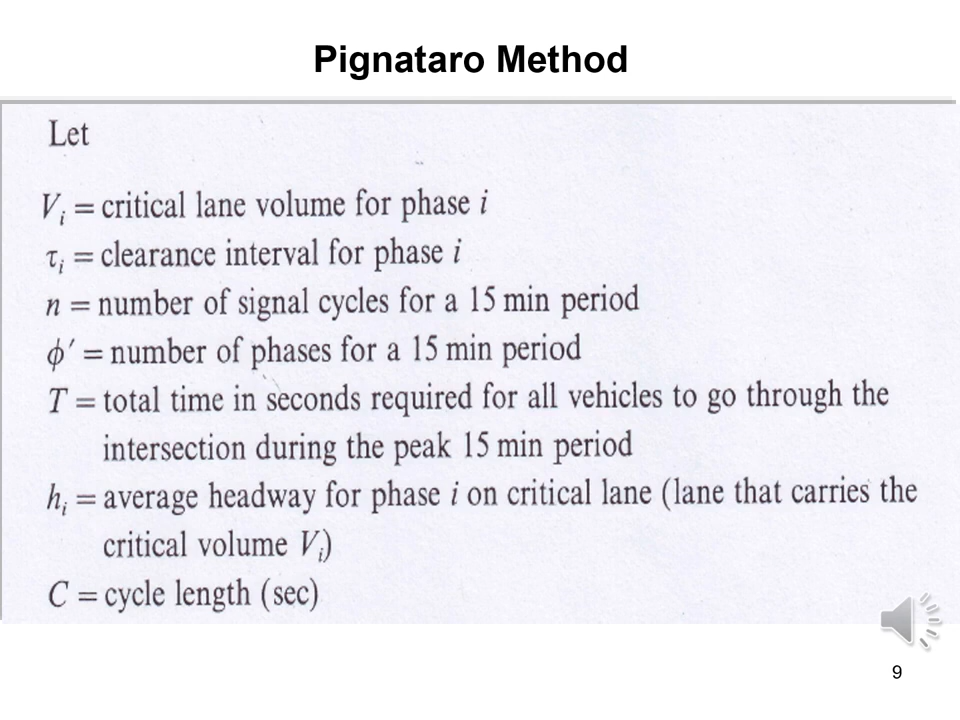 Pignataro Method
Let
Vᵢ = critical lane volume for phase i
τᵢ = clearance interval for phase i
n = number of signal cycles for a 15 min period
ϕ′ = number of phases for a 15 min period
T = total time in seconds required for all vehicles to go through the
intersection during the peak 15 min period
hᵢ = average headway for phase i on critical lane (lane that carries the
critical volume Vᵢ)
C = cycle length (sec)
9